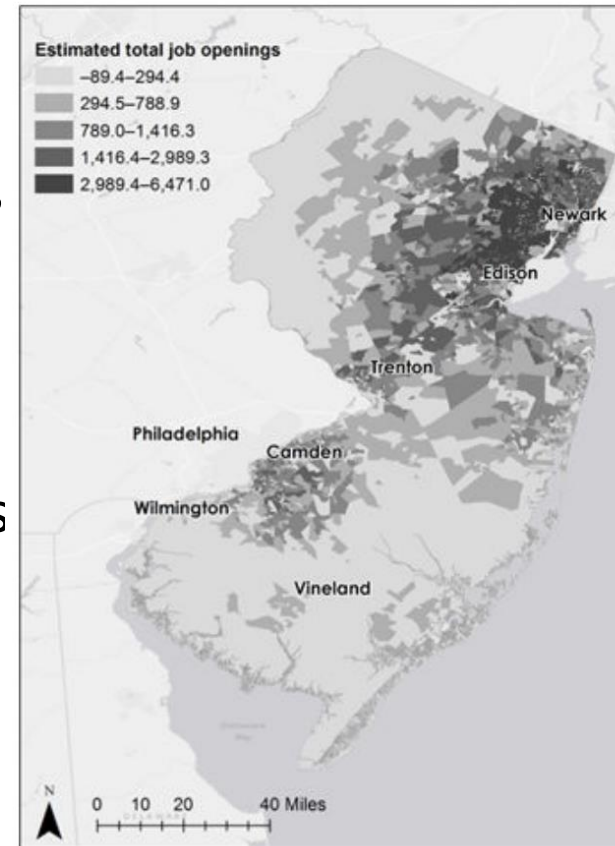 Estimated total job openings
–89.4–294.4
294.5–788.9
789.0–1,416.3
1,416.4–2,989.3
2,989.4–6,471.0
Newark
Edison
Trenton
Philadelphia
Camden
Wilmington
Vineland
N
0 10 20 40 Miles
DELAWARE
s